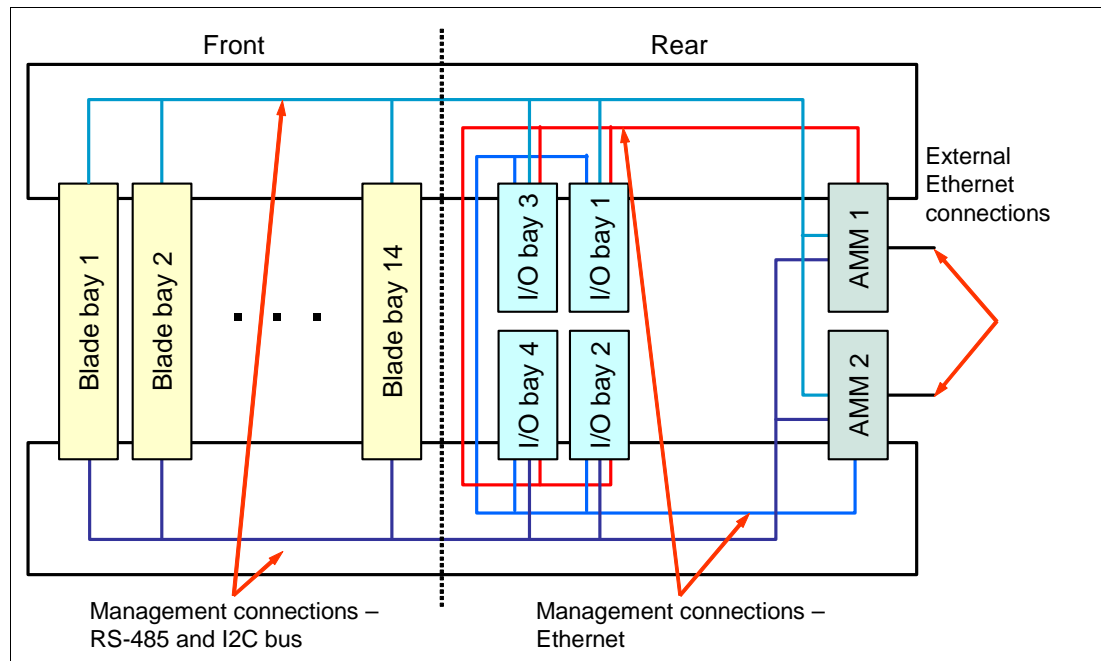 Front
Rear
Blade bay 1
Blade bay 2
. . .
Blade bay 14
I/O bay 3
I/O bay 1
I/O bay 4
I/O bay 2
AMM 1
AMM 2
External
Ethernet
connections
Management connections –
RS-485 and I2C bus
Management connections –
Ethernet